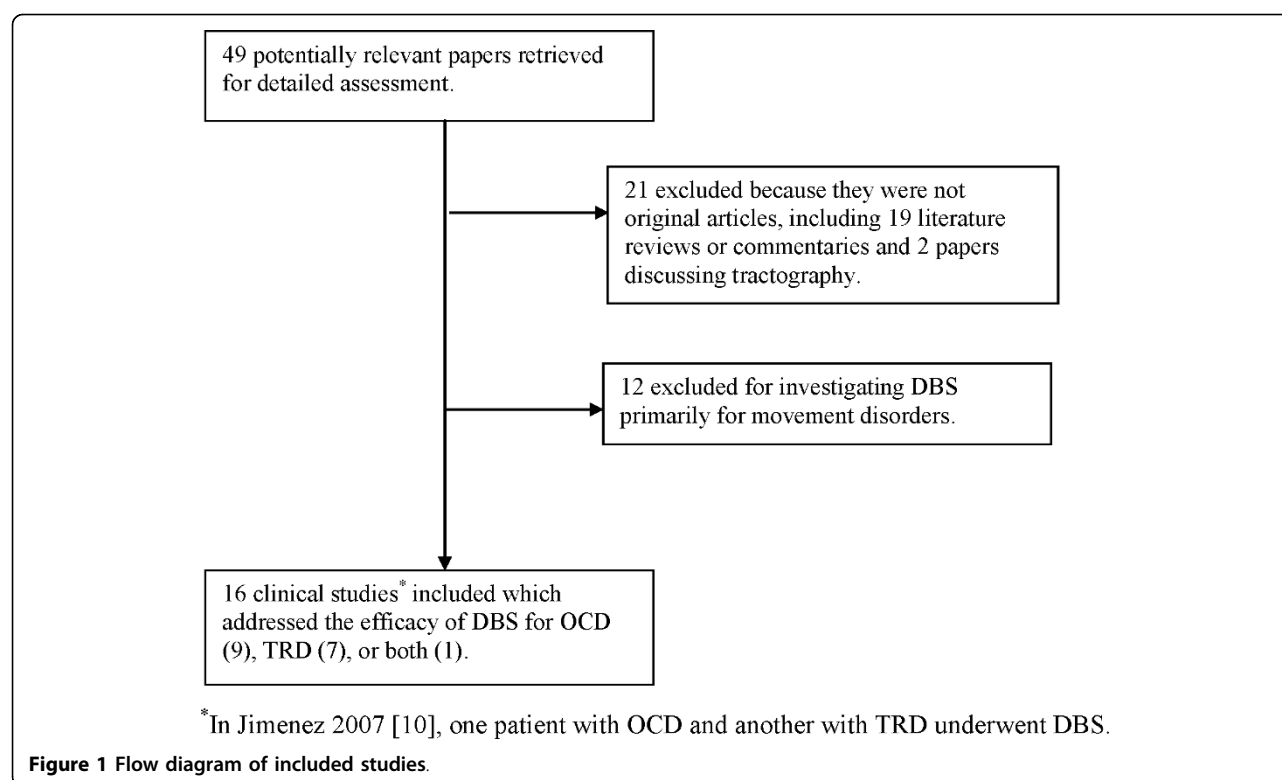 49 potentially relevant papers retrieved
for detailed assessment.
21 excluded because they were not
original articles, including 19 literature
reviews or commentaries and 2 papers
discussing tractography.
12 excluded for investigating DBS
primarily for movement disorders.
16 clinical studies* included which
addressed the efficacy of DBS for OCD
(9), TRD (7), or both (1).
*In Jimenez 2007 [10], one patient with OCD and another with TRD underwent DBS.
Figure 1 Flow diagram of included studies.